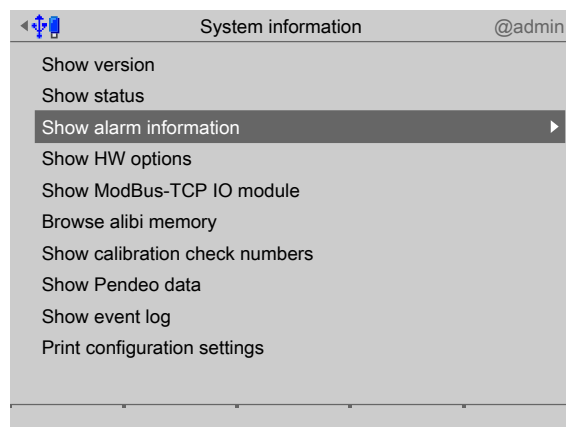 System information @admin
Show version
Show status
Show alarm information
Show HW options
Show ModBus-TCP IO module
Browse alibi memory
Show calibration check numbers
Show Pendeo data
Show event log
Print configuration settings